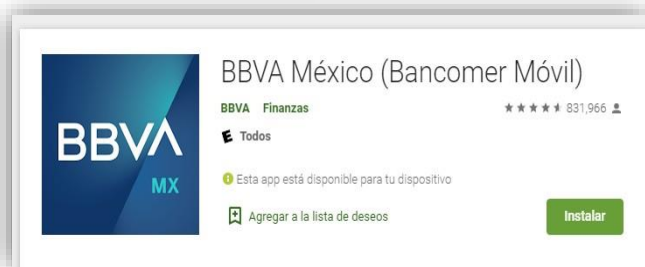 BBVA
MX
BBVA México (Bancomer Móvil)
BBVA Finanzas
831,966
E Todos
Esta app está disponible para tu dispositivo
Agregar a la lista de deseos
Instalar